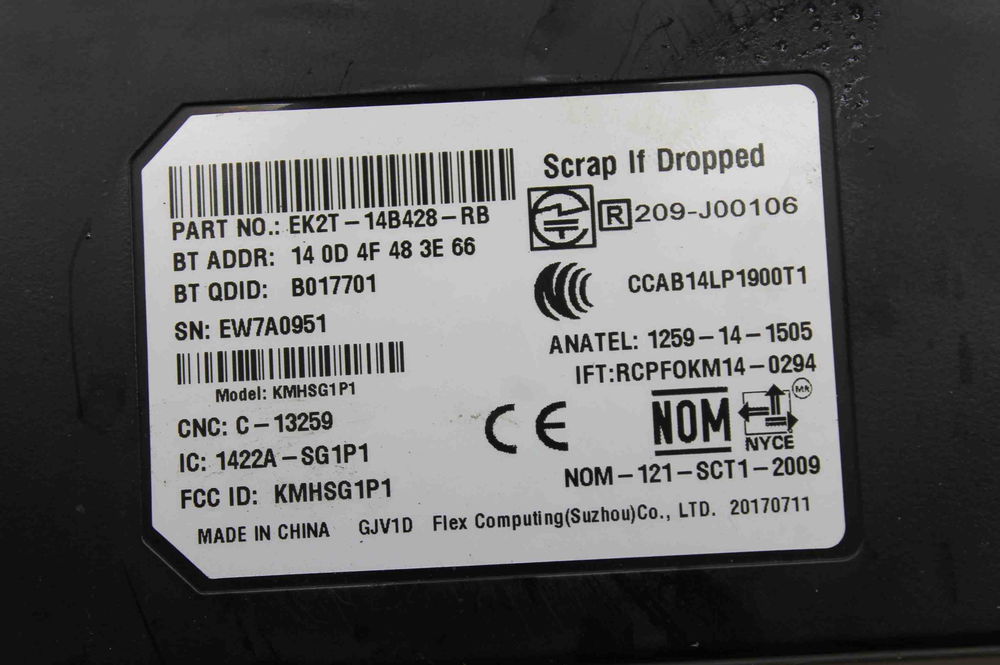 Scrap If Dropped
PART NO.: EK2T-14B428-RB
R 209-J00106
BT ADDR: 14 0D 4F 48 3E 66
BT QDID: B017701
CCAB14LP1900T1
SN: EW7A0951
ANATEL: 1259-14-1505
IFT:RCPFOKM14-0294
Model: KMHSG1P1
CNC: C-13259
CE
NOM
NYCE
IC: 1422A-SG1P1
NOM-121-SCT1-2009
FCC ID: KMHSG1P1
MADE IN CHINA GJV1D Flex Computing(Suzhou)Co., LTD. 20170711